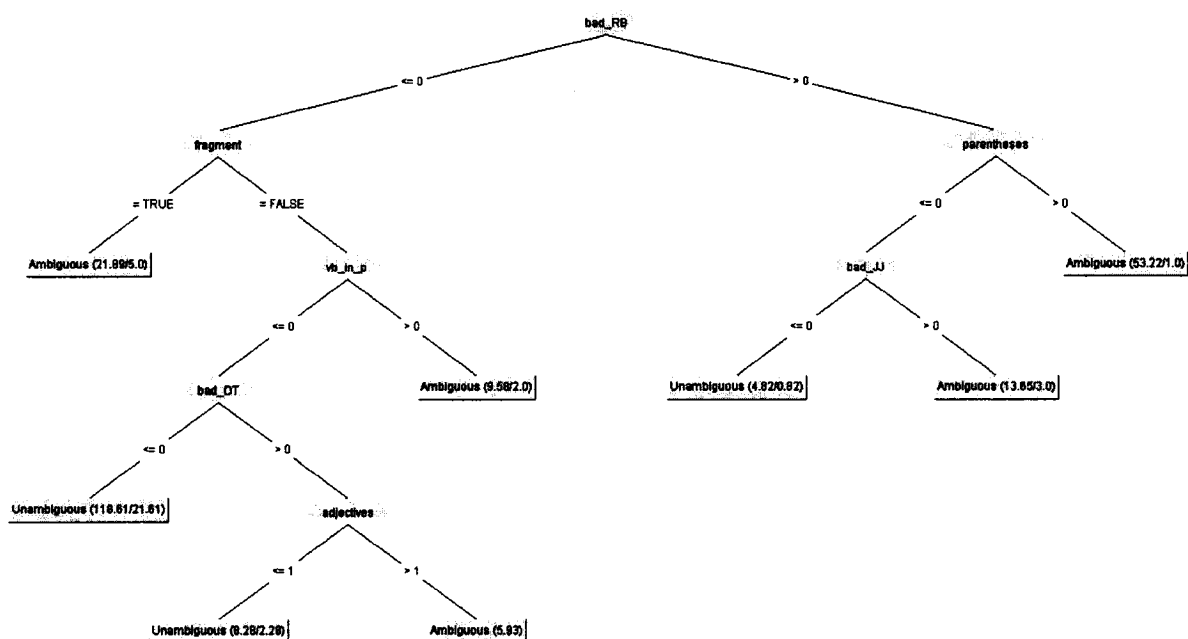 bad_RB
<= 0
> 0
fragment
parentheses
= TRUE
= FALSE
<= 0
> 0
Ambiguous (21.89/5.0)
vb_in_p
bad_JJ
Ambiguous (53.22/1.0)
<= 0
> 0
<= 0
> 0
bad_DT
Ambiguous (9.58/2.0)
Unambiguous (4.82/0.82)
Ambiguous (13.65/3.0)
<= 0
> 0
Unambiguous (118.61/21.61)
adjectives
<= 1
> 1
Unambiguous (8.28/2.28)
Ambiguous (5.93)